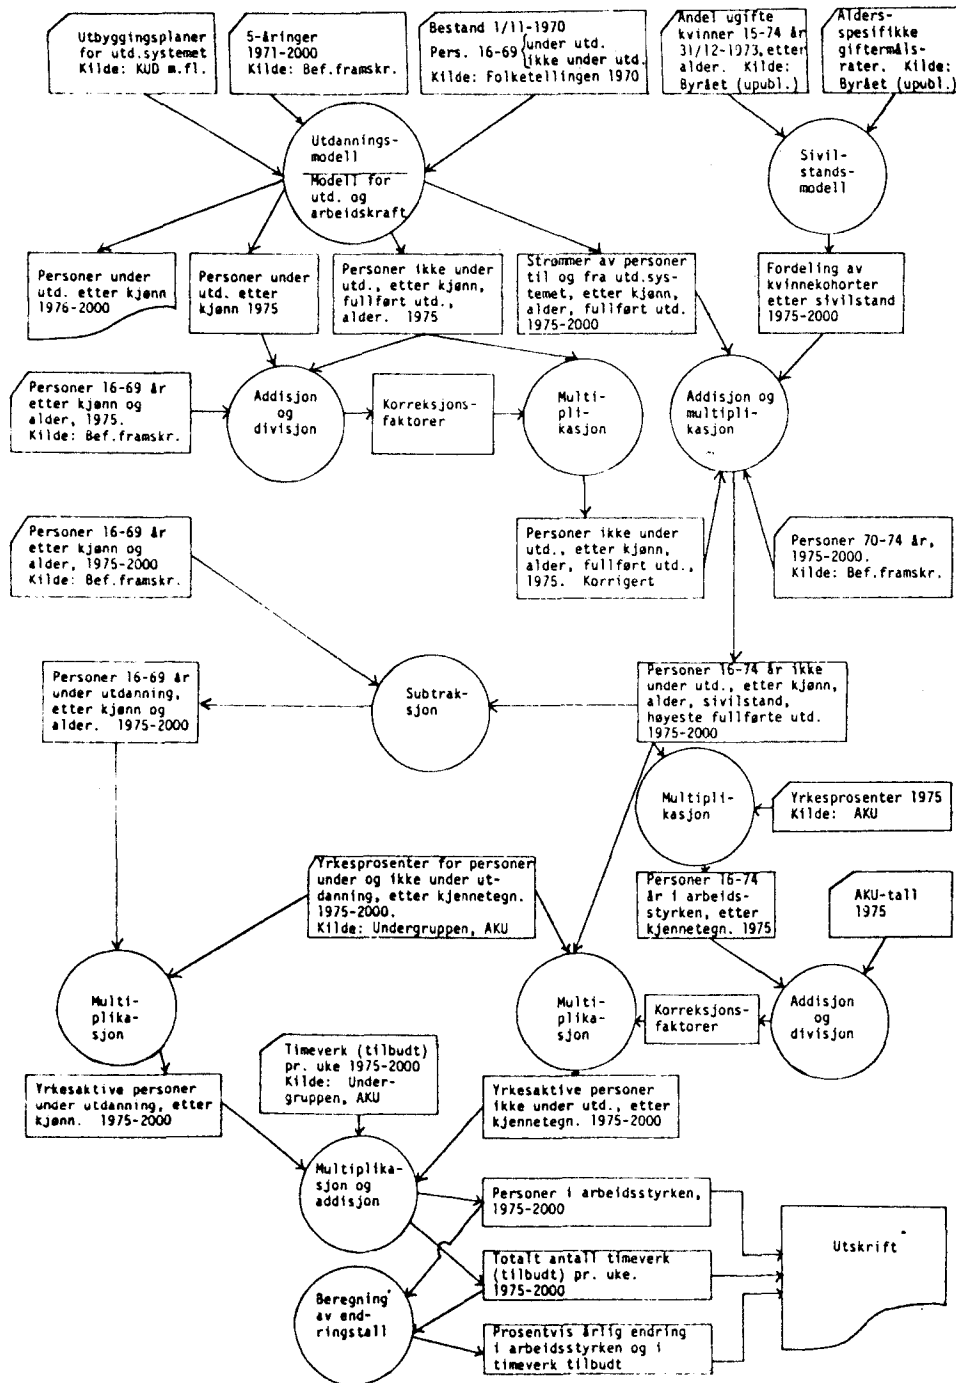 Utbyggingsplaner
for utd.systemet
Kilde: KUD m.fl.
5-åringer
1971-2000
Kilde: Bef.framskr.
Bestand 1/11-1970
Pers. 16-69 {under utd.
ikke under utd.
Kilde: Folketellingen 1970
Andel ugifte
kvinner 15-74 år
31/12-1973, etter
alder. Kilde:
Byrået (upubl.)
Alders-
spesifikke
giftermåls-
rater. Kilde:
Byrået (upubl.)
Utdannings-
modell
Modell for
utd. og
arbeidskraft
Sivil-
stands-
modell
Personer under
utd. etter kjønn
1976-2000
Personer under
utd. etter
kjønn 1975
Personer ikke under
utd., etter kjønn,
fullført utd.,
alder. 1975
Strømmer av personer
til og fra utd.sys-
temet, etter kjønn,
alder, fullført utd.
1975-2000
Fordeling av
kvinnekohorter
etter sivilstand
1975-2000
Personer 16-69 år
etter kjønn og
alder, 1975.
Kilde: Bef.framskr.
Addisjon
og
divisjon
Korreksjons-
faktorer
Multi-
pli-
kasjon
Addisjon og
multipli-
kasjon
Personer 16-69 år
etter kjønn og
alder, 1975-2000
Kilde: Bef.framskr.
Personer ikke under
utd., etter kjønn,
alder, fullført utd.,
1975. Korrigert
Personer 70-74 år,
1975-2000.
Kilde: Bef.framskr.
Personer 16-69 år
under utdanning,
etter kjønn og
alder. 1975-2000
Subtrak-
sjon
Personer 16-74 år ikke
under utd., etter kjønn,
alder, sivilstand,
høyeste fullførte utd.
1975-2000
Multipli-
kasjon
Yrkesprosenter 1975
Kilde: AKU
Yrkesprosenter for personer
under og ikke under ut-
danning, etter kjennetegn.
1975-2000.
Kilde: Undergruppen, AKU
Personer 16-74
år i arbeids-
styrken, etter
kjennetegn. 1975
AKU-tall
1975
Multi-
plika-
sjon
Multi-
plika-
sjon
Korreksjons-
faktorer
Addisjon
og
divisjon
Timeverk (tilbudt)
pr. uke 1975-2000
Kilde: Under-
gruppen, AKU
Yrkesaktive personer
under utdanning, etter
kjønn. 1975-2000
Yrkesaktive personer
ikke under utd., etter
kjennetegn. 1975-2000
Multiplika-
sjon og
addisjon
Personer i arbeidsstyrken,
1975-2000
Utskrift
Totalt antall timeverk
(tilbudt) pr. uke.
1975-2000
Beregning
av end-
ringstall
Prosentvis årlig endring
i arbeidsstyrken og i
timeverk tilbudt